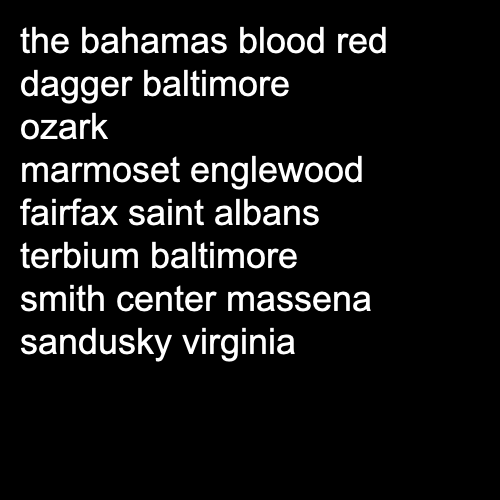 the bahamas blood red
dagger baltimore
ozark
marmoset englewood
fairfax saint albans
terbium baltimore
smith center massena
sandusky virginia